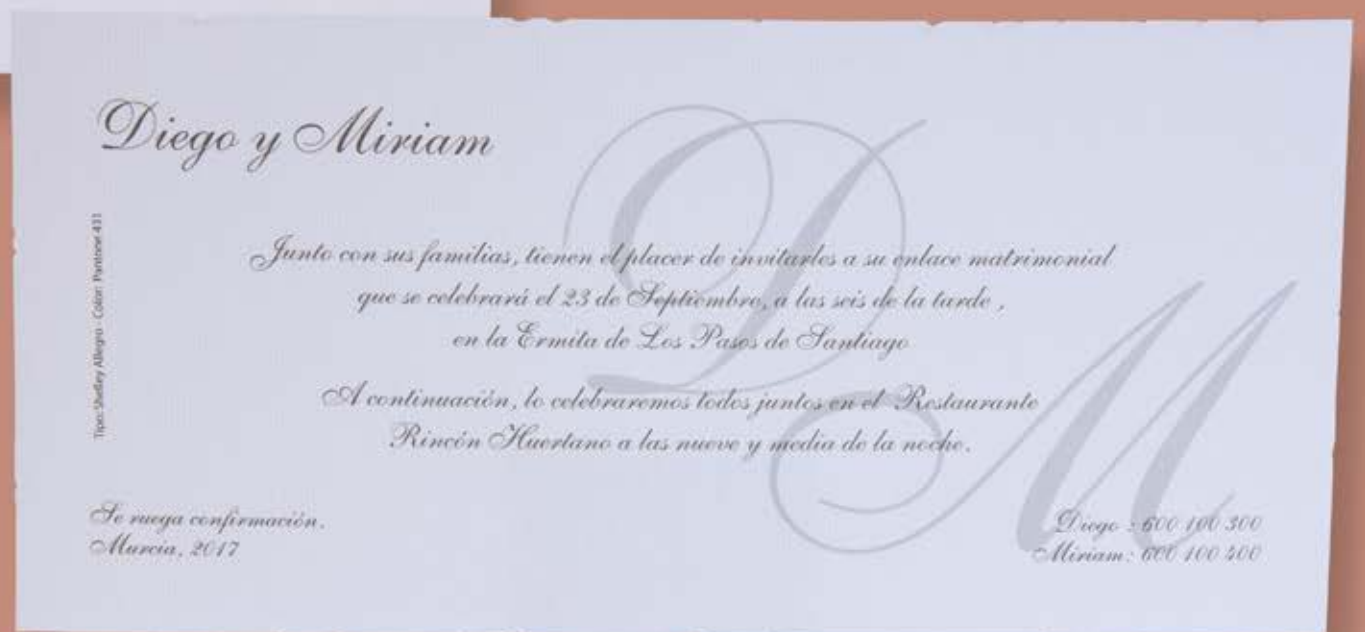 Diego y Miriam
Tipo: Shelley Allegro - Color: Pantone 431
Junto con sus familias, tienen el placer de invitarles a su enlace matrimonial
que se celebrará el 23 de Septiembre, a las seis de la tarde ,
en la Ermita de Los Pasos de Santiago
A continuación, lo celebraremos todos juntos en el Restaurante
Rincón Huertano a las nueve y media de la noche.
Se ruega confirmación.
Murcia, 2017
Diego : 600 100 300
Miriam: 600 100 400
D M